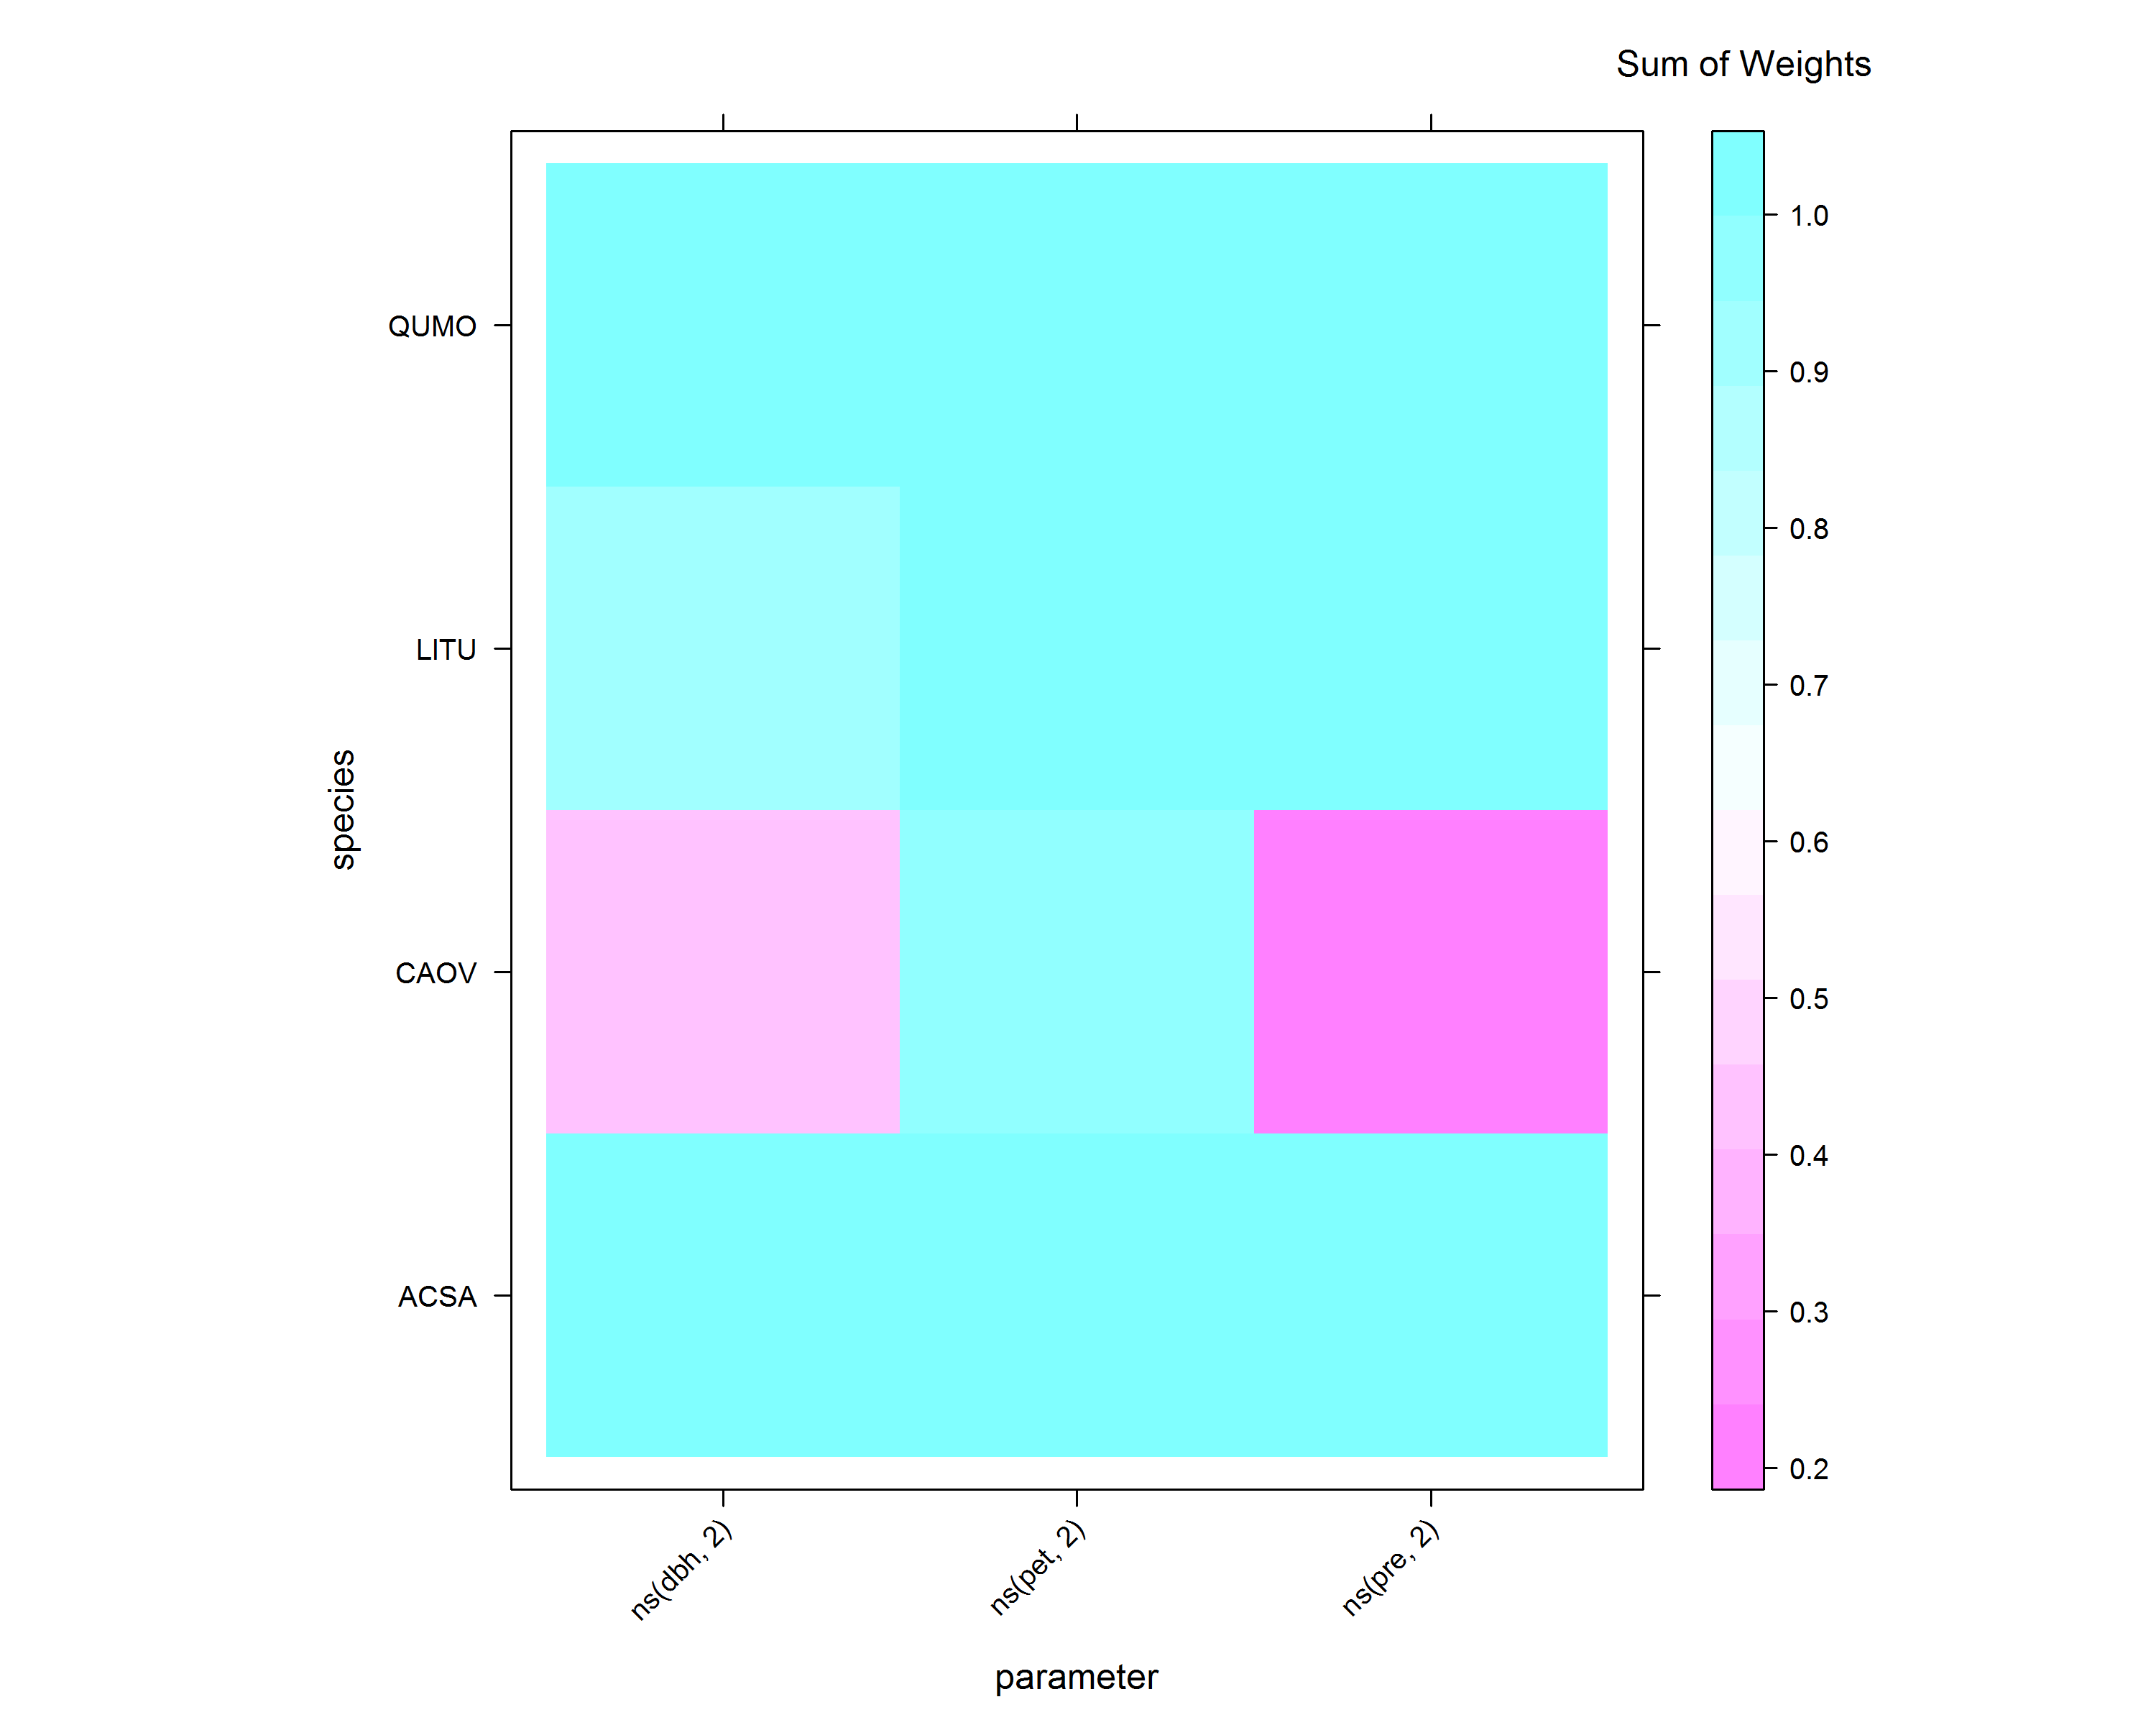 Sum of Weights
QUMO
LITU
CAOV
ACSA
species
1.0
0.9
0.8
0.7
0.6
0.5
0.4
0.3
0.2
ns(dbh, 2)
ns(pet, 2)
ns(pre, 2)
parameter